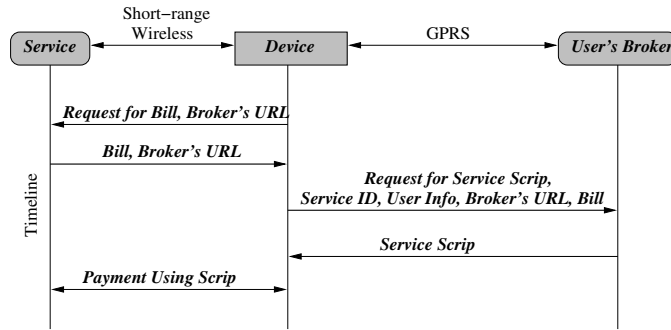 Short-range
Wireless
GPRS
Service
Device
User's Broker
Request for Bill, Broker's URL
Bill, Broker's URL
Request for Service Scrip,
Service ID, User Info, Broker's URL, Bill
Service Scrip
Payment Using Scrip
Timeline